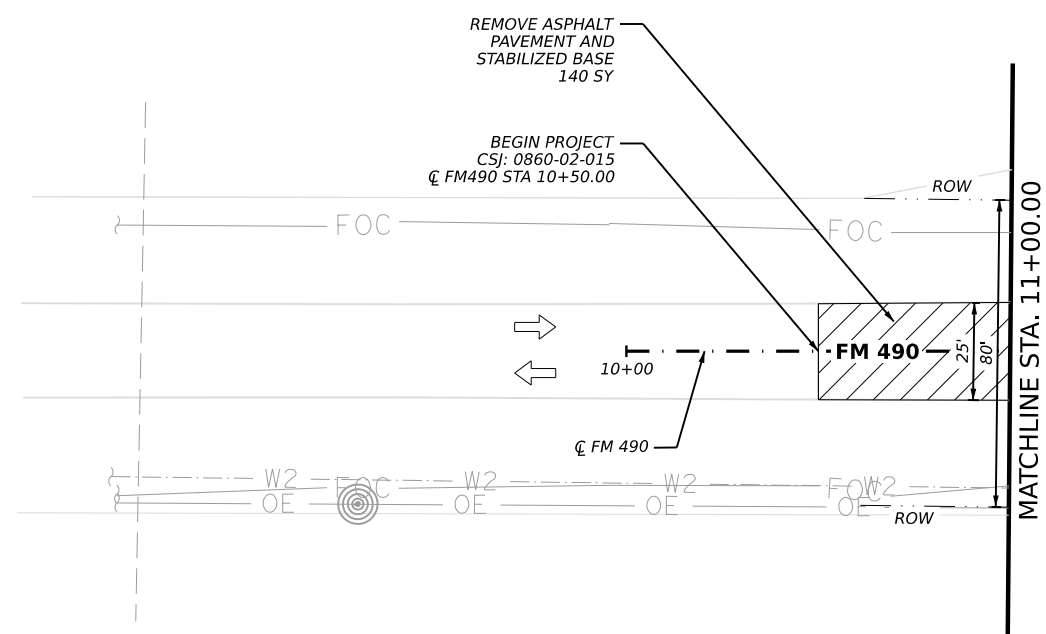 REMOVE ASPHALT
PAVEMENT AND
STABILIZED BASE
140 SY
BEGIN PROJECT
CSJ: 0860-02-015
℄ FM490 STA 10+50.00
ROW
FOC
FOC
MATCHLINE STA. 11+00.00
FM 490
25'
80'
10+00
℄ FM 490
W2
FOC
W2
W2
FOC
W2
OE
OE
OE
OE
ROW